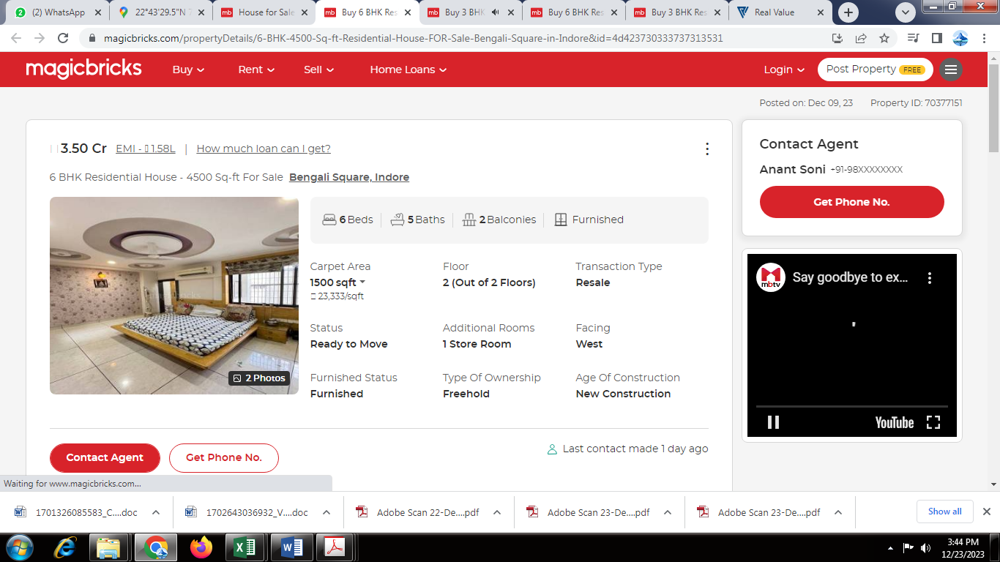 (2) WhatsApp
22°43'29.5"N 7
House for Sale
Buy 6 BHK Res
Buy 3 BHK
Buy 6 BHK Res
Buy 3 BHK Res
Real Value
magicbricks.com/propertyDetails/6-BHK-4500-Sq-ft-Residential-House-FOR-Sale-Bengali-Square-in-Indore&id=4d423730333737313531
magicbricks
Buy
Rent
Sell
Home Loans
Login
Post Property FREE
Posted on: Dec 09, 23 Property ID: 70377151
3.50 Cr EMI - 1.58L | How much loan can I get?
6 BHK Residential House - 4500 Sq-ft For Sale Bengali Square, Indore
2 Photos
6 Beds 5 Baths 2 Balconies Furnished
Carpet Area Floor Transaction Type
1500 sqft 2 (Out of 2 Floors) Resale
23,333/sqft
Status Additional Rooms Facing
Ready to Move 1 Store Room West
Furnished Status Type Of Ownership Age Of Construction
Furnished Freehold New Construction
Contact Agent Get Phone No. Last contact made 1 day ago
Contact Agent
Anant Soni +91-98XXXXXXXX
Get Phone No.
mbtv
Say goodbye to ex...
YouTube
Waiting for www.magicbricks.com...
1701326085583_C....doc
1702643036932_V....doc
Adobe Scan 22-De....pdf
Adobe Scan 23-De....pdf
Adobe Scan 23-De....pdf
Show all
3:44 PM
12/23/2023